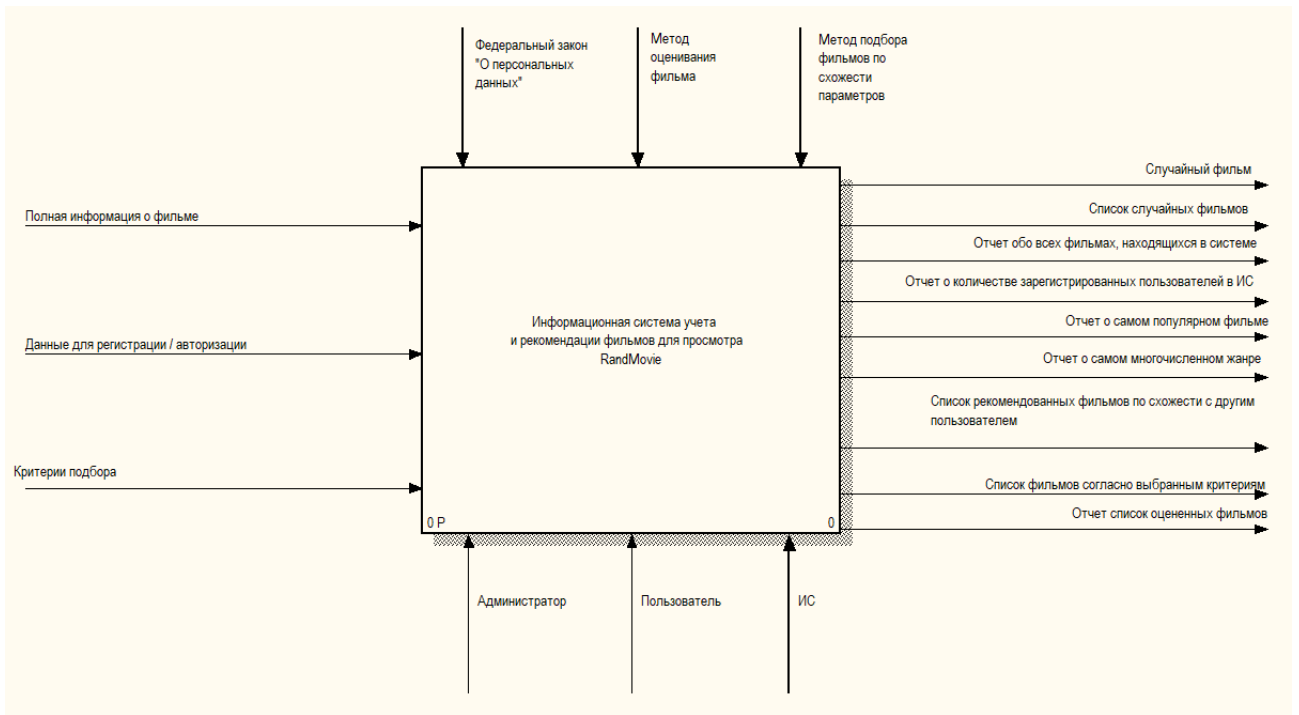 Федеральный закон
"О персональных
данных"
Метод
оценивания
фильма
Метод подбора
фильмов по
схожести
параметров
Полная информация о фильме
Данные для регистрации / авторизации
Критерии подбора
Информационная система учета
и рекомендации фильмов для просмотра
RandMovie
0 P
0
Случайный фильм
Список случайных фильмов
Отчет обо всех фильмах, находящихся в системе
Отчет о количестве зарегистрированных пользователей в ИС
Отчет о самом популярном фильме
Отчет о самом многочисленном жанре
Список рекомендованных фильмов по схожести с другим
пользователем
Список фильмов согласно выбранным критериям
Отчет список оцененных фильмов
Администратор
Пользователь
ИС